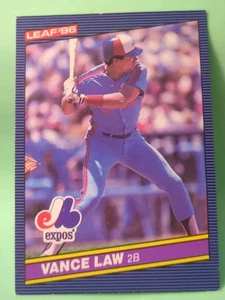 LEAF '86
expos
VANCE LAW 2B